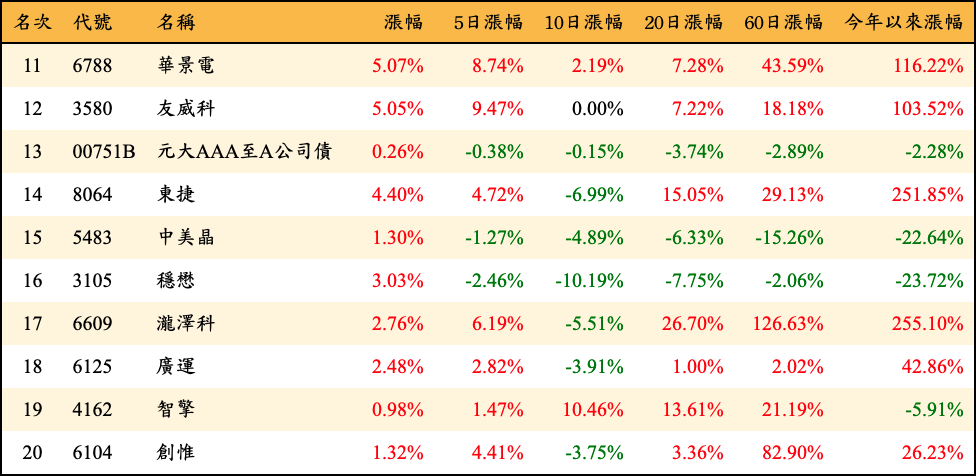 名次 代號 名稱 漲幅 5日漲幅 10日漲幅 20日漲幅 60日漲幅 今年以來漲幅
11 6788 華景電 5.07% 8.74% 2.19% 7.28% 43.59% 116.22%
12 3580 友威科 5.05% 9.47% 0.00% 7.22% 18.18% 103.52%
13 00751B 元大AAA至A公司債 0.26% -0.38% -0.15% -3.74% -2.89% -2.28%
14 8064 東捷 4.40% 4.72% -6.99% 15.05% 29.13% 251.85%
15 5483 中美晶 1.30% -1.27% -4.89% -6.33% -15.26% -22.64%
16 3105 穩懋 3.03% -2.46% -10.19% -7.75% -2.06% -23.72%
17 6609 瀧澤科 2.76% 6.19% -5.51% 26.70% 126.63% 255.10%
18 6125 廣運 2.48% 2.82% -3.91% 1.00% 2.02% 42.86%
19 4162 智擎 0.98% 1.47% 10.46% 13.61% 21.19% -5.91%
20 6104 創惟 1.32% 4.41% -3.75% 3.36% 82.90% 26.23%